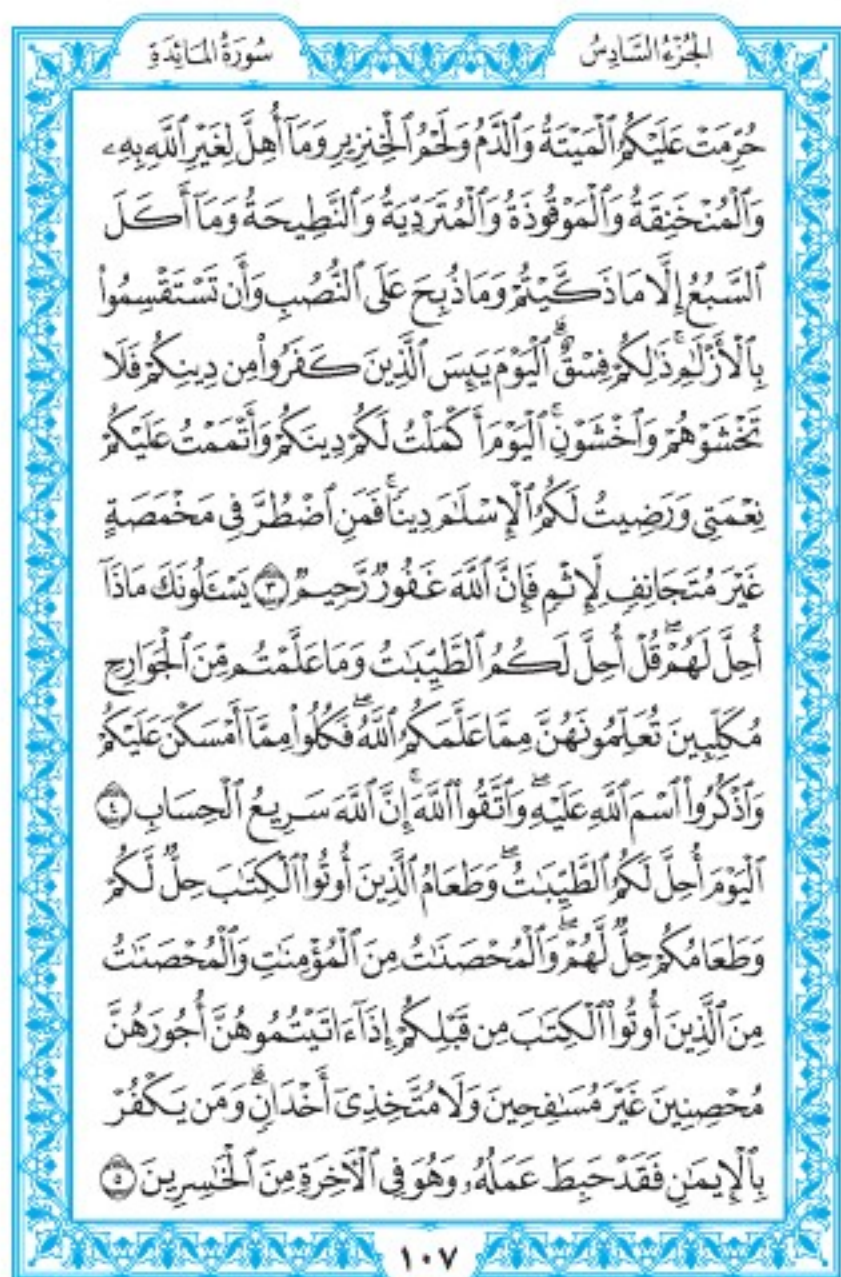 الجُزْءُ السَّادِسُ
سُورَةُ المَائِدَةِ
حُرِّمَتْ عَلَيْكُمُ ٱلْمَيْتَةُ وَٱلدَّمُ وَلَحْمُ ٱلْخِنزِيرِ وَمَآ أُهِلَّ لِغَيْرِ ٱللَّهِ بِهِۦ
وَٱلْمُنْخَنِقَةُ وَٱلْمَوْقُوذَةُ وَٱلْمُتَرَدِّيَةُ وَٱلنَّطِيحَةُ وَمَآ أَكَلَ
ٱلسَّبُعُ إِلَّا مَا ذَكَّيْتُمْ وَمَا ذُبِحَ عَلَى ٱلنُّصُبِ وَأَن تَسْتَقْسِمُوا۟
بِٱلْأَزْلَٰمِ ۚ ذَٰلِكُمْ فِسْقٌ ۗ ٱلْيَوْمَ يَئِسَ ٱلَّذِينَ كَفَرُوا۟ مِن دِينِكُمْ فَلَا
تَخْشَوْهُمْ وَٱخْشَوْنِ ۚ ٱلْيَوْمَ أَكْمَلْتُ لَكُمْ دِينَكُمْ وَأَتْمَمْتُ عَلَيْكُمْ
نِعْمَتِى وَرَضِيتُ لَكُمُ ٱلْإِسْلَٰمَ دِينًا ۚ فَمَنِ ٱضْطُرَّ فِى مَخْمَصَةٍ
غَيْرَ مُتَجَانِفٍ لِّإِثْمٍ فَإِنَّ ٱللَّهَ غَفُورٌ رَّحِيمٌ ٣ يَسْـَٔلُونَكَ مَاذَآ
أُحِلَّ لَهُمْ ۖ قُلْ أُحِلَّ لَكُمُ ٱلطَّيِّبَٰتُ وَمَا عَلَّمْتُم مِّنَ ٱلْجَوَارِحِ
مُكَلِّبِينَ تُعَلِّمُونَهُنَّ مِمَّا عَلَّمَكُمُ ٱللَّهُ ۖ فَكُلُوا۟ مِمَّآ أَمْسَكْنَ عَلَيْكُمْ
وَٱذْكُرُوا۟ ٱسْمَ ٱللَّهِ عَلَيْهِ ۖ وَٱتَّقُوا۟ ٱللَّهَ ۚ إِنَّ ٱللَّهَ سَرِيعُ ٱلْحِسَابِ ٤
ٱلْيَوْمَ أُحِلَّ لَكُمُ ٱلطَّيِّبَٰتُ ۖ وَطَعَامُ ٱلَّذِينَ أُوتُوا۟ ٱلْكِتَٰبَ حِلٌّ لَّكُمْ
وَطَعَامُكُمْ حِلٌّ لَّهُمْ ۖ وَٱلْمُحْصَنَٰتُ مِنَ ٱلْمُؤْمِنَٰتِ وَٱلْمُحْصَنَٰتُ
مِنَ ٱلَّذِينَ أُوتُوا۟ ٱلْكِتَٰبَ مِن قَبْلِكُمْ إِذَآ ءَاتَيْتُمُوهُنَّ أُجُورَهُنَّ
مُحْصِنِينَ غَيْرَ مُسَٰفِحِينَ وَلَا مُتَّخِذِىٓ أَخْدَانٍ ۗ وَمَن يَكْفُرْ
بِٱلْإِيمَٰنِ فَقَدْ حَبِطَ عَمَلُهُۥ وَهُوَ فِى ٱلْءَاخِرَةِ مِنَ ٱلْخَٰسِرِينَ ٥
١٠٧